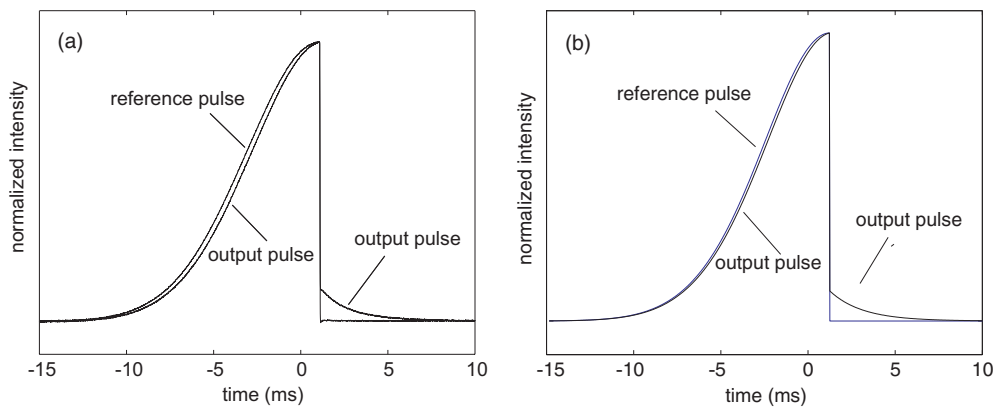 (a)
reference pulse
output pulse
output pulse
normalized intensity
-15
-10
-5
0
5
10
time (ms)
(b)
reference pulse
output pulse
output pulse
normalized intensity
-15
-10
-5
0
5
10
time (ms)